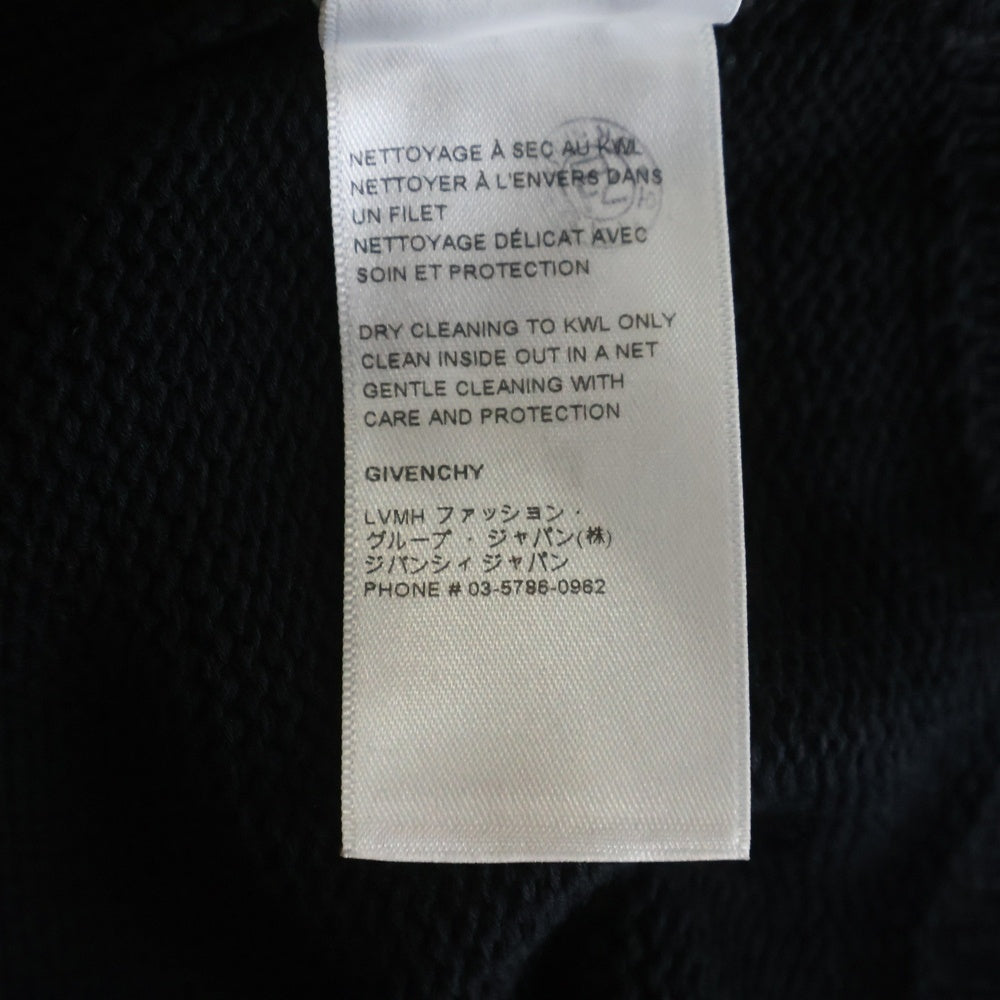 NETTOYAGE À SEC AU KWL
NETTOYER À L'ENVERS DANS
UN FILET
NETTOYAGE DÉLICAT AVEC
SOIN ET PROTECTION
DRY CLEANING TO KWL ONLY
CLEAN INSIDE OUT IN A NET
GENTLE CLEANING WITH
CARE AND PROTECTION
GIVENCHY
LVMH ファッション・
グループ・ジャパン(株)
ジバンシィ ジャパン
PHONE # 03-5786-0962